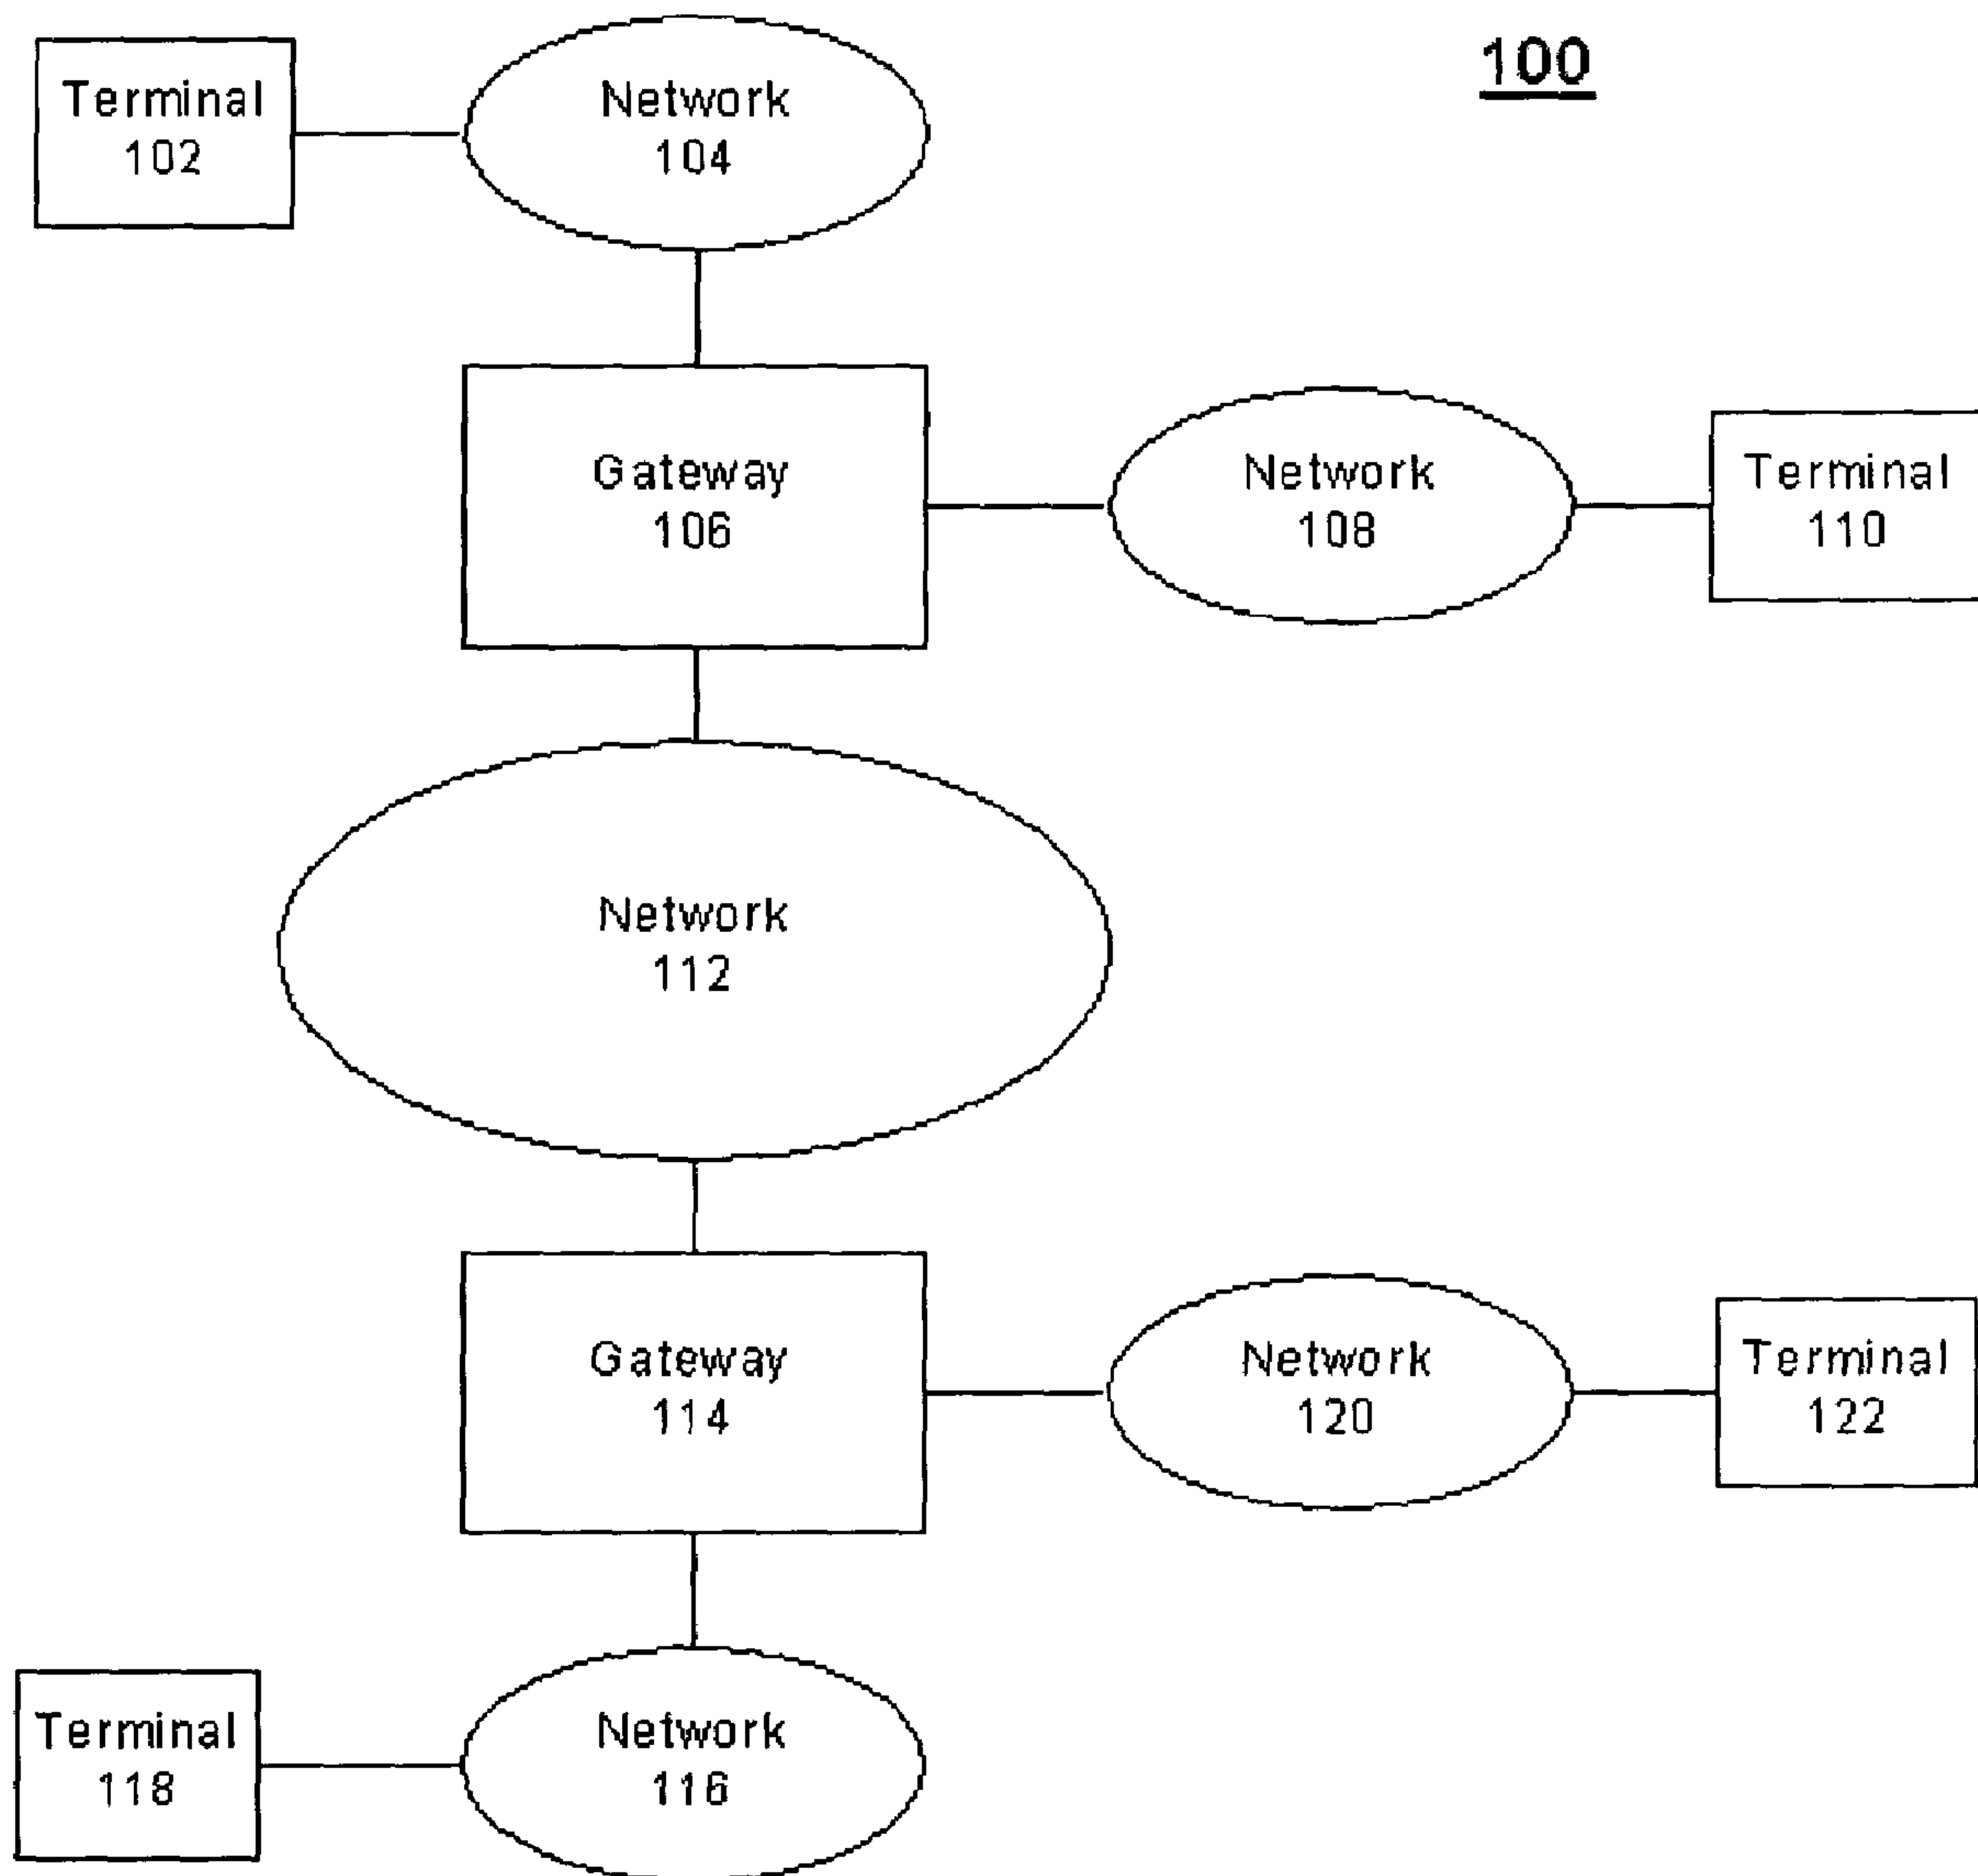 100
Terminal
102
Network
104
Gateway
106
Network
108
Terminal
110
Network
112
Gateway
114
Network
120
Terminal
122
Terminal
118
Network
116